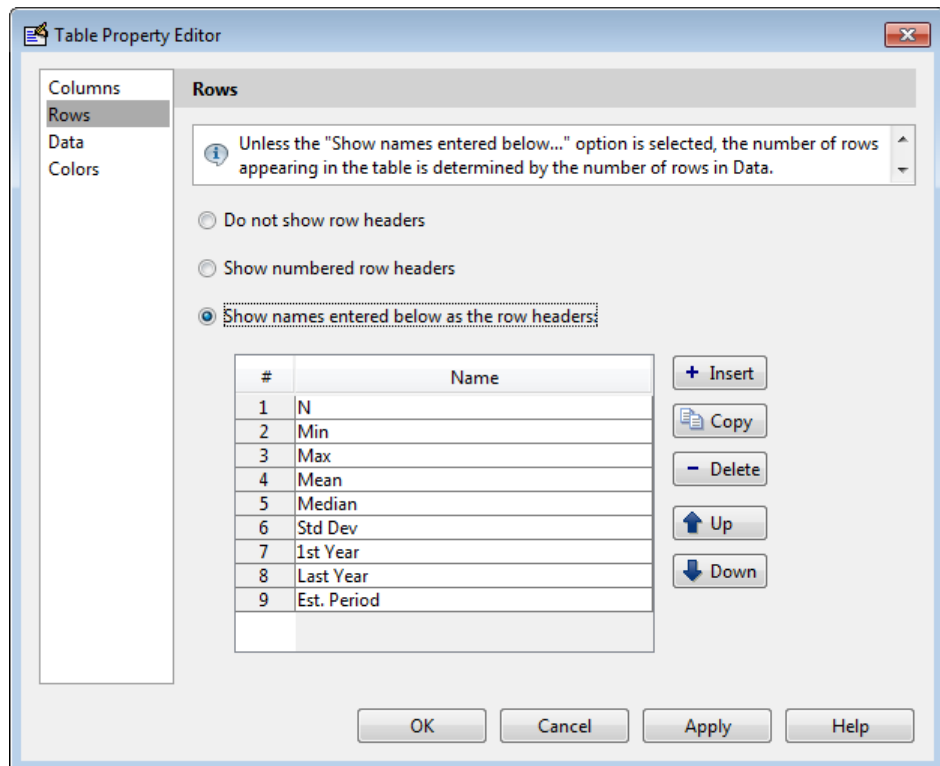 Table Property Editor
Columns
Rows
Data
Colors
Rows
Unless the "Show names entered below..." option is selected, the number of rows
appearing in the table is determined by the number of rows in Data.
Do not show row headers
Show numbered row headers
Show names entered below as the row headers:
# Name
1 N
2 Min
3 Max
4 Mean
5 Median
6 Std Dev
7 1st Year
8 Last Year
9 Est. Period
+ Insert
Copy
− Delete
Up
Down
OK Cancel Apply Help